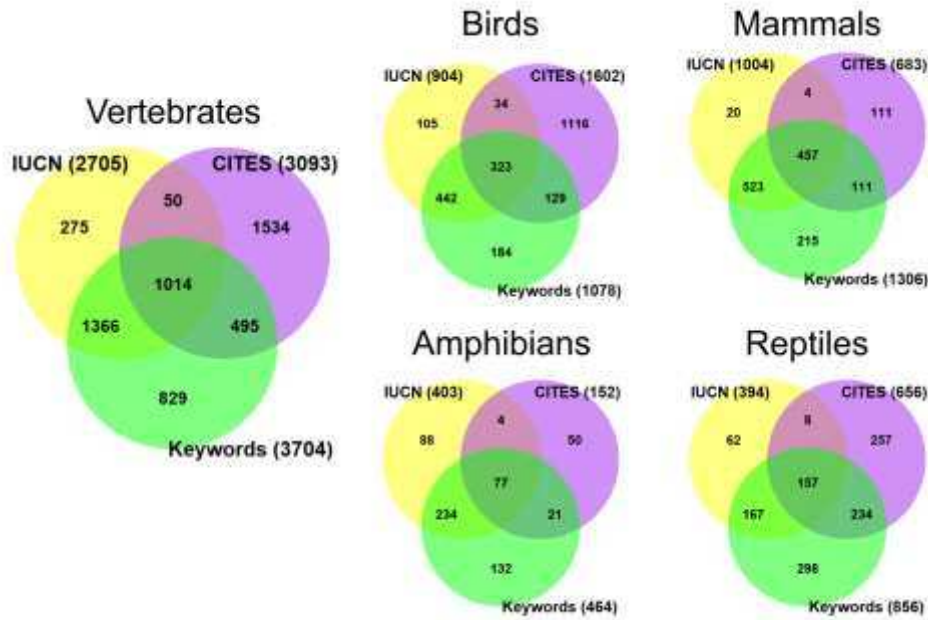 Vertebrates
IUCN (2705)
CITES (3093)
50
275
1534
1014
1366
495
829
Keywords (3704)
Birds
IUCN (904)
CITES (1602)
34
105
1116
323
442
129
184
Keywords (1078)
Mammals
IUCN (1004)
CITES (683)
4
20
111
457
523
111
215
Keywords (1306)
Amphibians
IUCN (403)
CITES (152)
4
88
50
77
234
21
132
Keywords (464)
Reptiles
IUCN (394)
CITES (656)
8
62
257
157
167
234
298
Keywords (856)